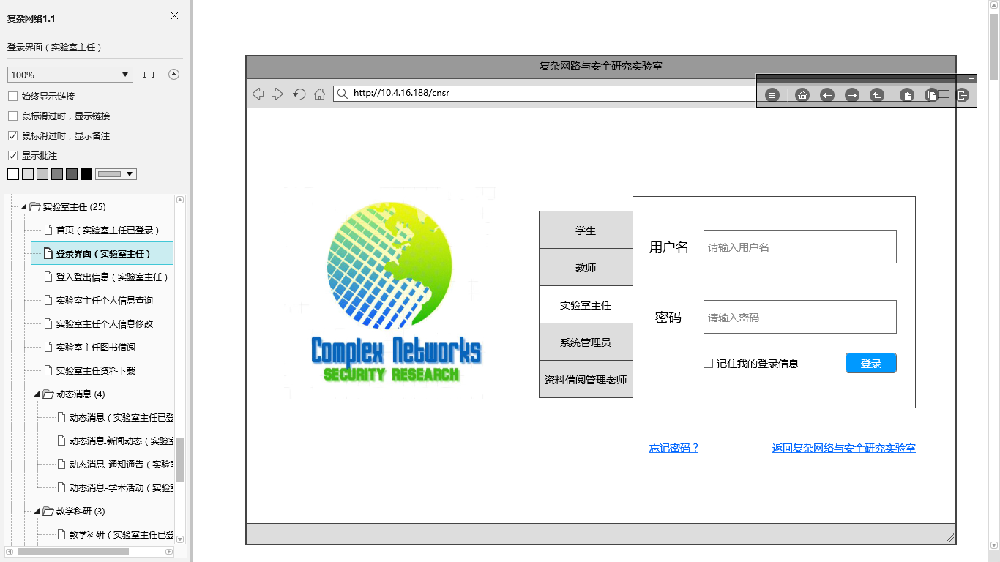 复杂网络1.1
登录界面（实验室主任）
100%
1:1
始终显示链接
鼠标滑过时，显示链接
鼠标滑过时，显示备注
显示批注
实验室主任 (25)
首页（实验室主任已登录）
登录界面（实验室主任）
登入登出信息（实验室主任）
实验室主任个人信息查询
实验室主任个人信息修改
实验室主任图书借阅
实验室主任资料下载
动态消息 (4)
动态消息（实验室主任已登
动态消息.新闻动态（实验室
动态消息-通知通告（实验室
动态消息-学术活动（实验室
教学科研 (3)
教学科研（实验室主任已登
复杂网路与安全研究实验室
http://10.4.16.188/cnsr
Complex Networks
SECURITY RESEARCH
学生
教师
实验室主任
系统管理员
资料借阅管理老师
用户名
请输入用户名
密码
请输入密码
记住我的登录信息
登录
忘记密码？
返回复杂网络与安全研究实验室